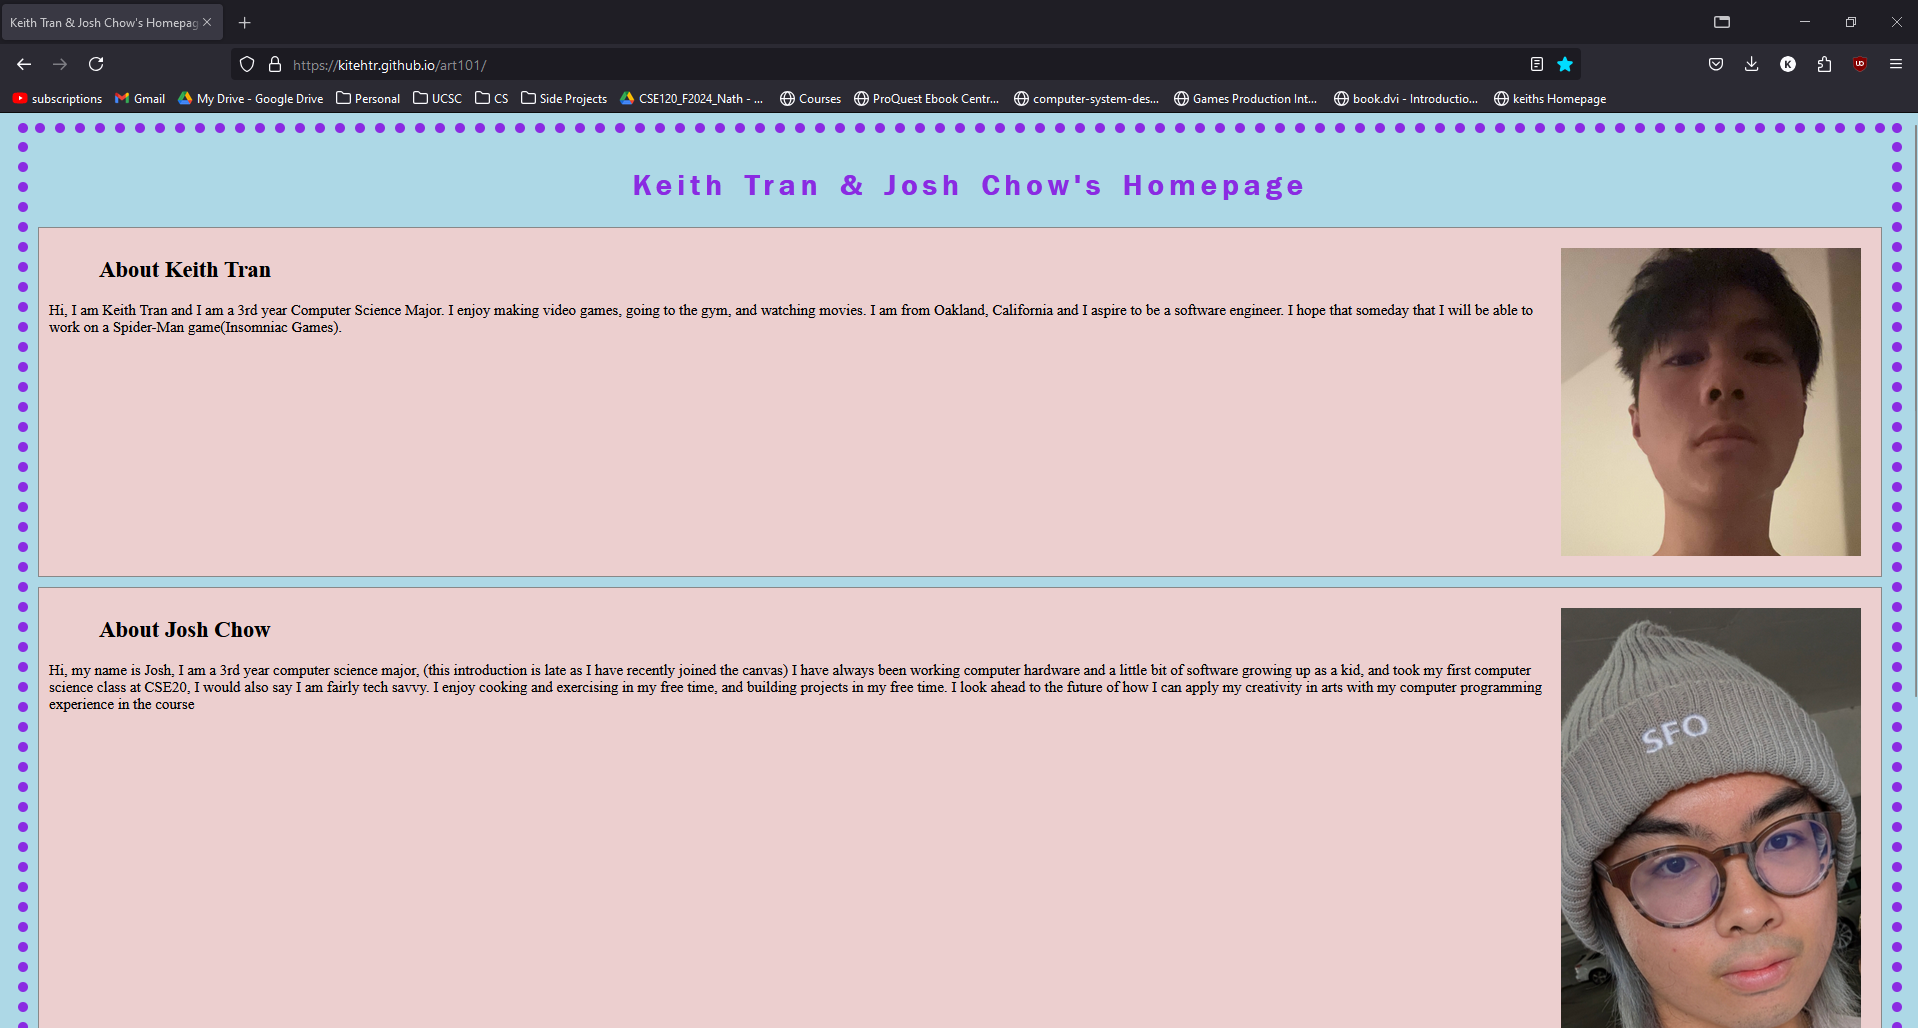 Keith Tran & Josh Chow's Homepag
https://kitehtr.github.io/art101/
K
UD
subscriptions
Gmail
My Drive - Google Drive
Personal
UCSC
CS
Side Projects
CSE120_F2024_Nath - ...
Courses
ProQuest Ebook Centr...
computer-system-des...
Games Production Int...
book.dvi - Introductio...
keiths Homepage
Keith Tran & Josh Chow's Homepage
About Keith Tran
Hi, I am Keith Tran and I am a 3rd year Computer Science Major. I enjoy making video games, going to the gym, and watching movies. I am from Oakland, California and I aspire to be a software engineer. I hope that someday that I will be able to
work on a Spider-Man game(Insomniac Games).
About Josh Chow
Hi, my name is Josh, I am a 3rd year computer science major, (this introduction is late as I have recently joined the canvas) I have always been working computer hardware and a little bit of software growing up as a kid, and took my first computer
science class at CSE20, I would also say I am fairly tech savvy. I enjoy cooking and exercising in my free time, and building projects in my free time. I look ahead to the future of how I can apply my creativity in arts with my computer programming
experience in the course
SFO